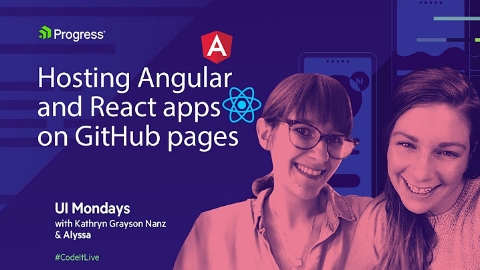 Progress
Hosting Angular
and React apps
on GitHub pages
UI Mondays
with Kathryn Grayson Nanz
& Alyssa
#CodeItLive